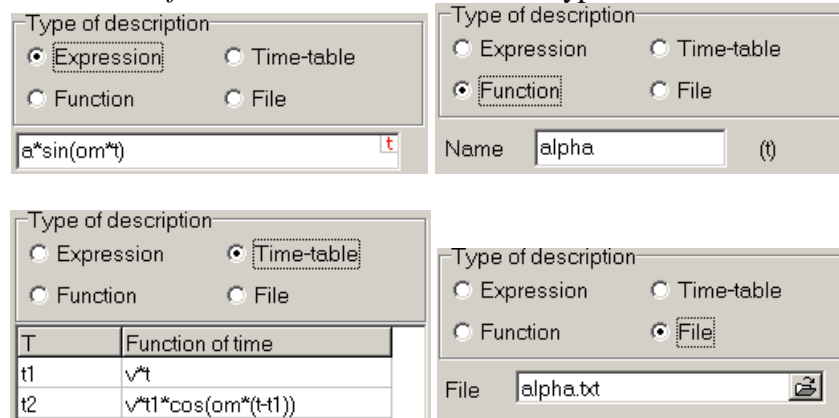 Type of description
Expression Time-table
Function File
a*sin(om*t) t
Type of description
Expression Time-table
Function File
Name alpha (t)
Type of description
Expression Time-table
Function File
T Function of time
t1 v*t
t2 v*t1*cos(om*(t-t1))
Type of description
Expression Time-table
Function File
File alpha.txt